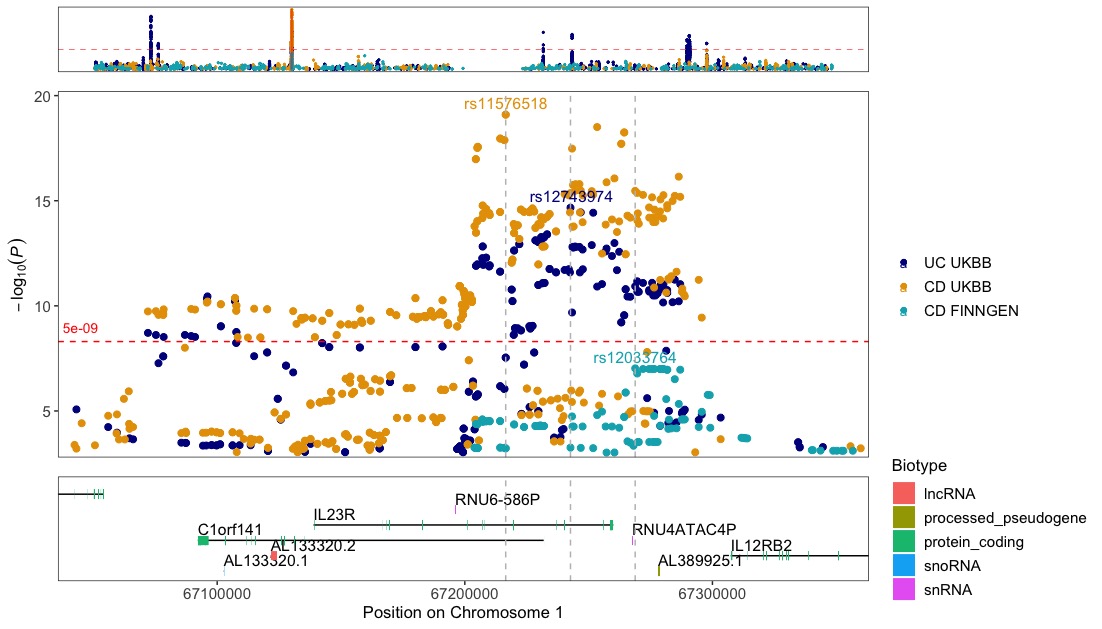 20
rs11576518
15
rs12743974
10
5e-09
rs12033764
5
−log10(P)
UC UKBB
CD UKBB
CD FINNGEN
RNU6-586P
IL23R
C1orf141
RNU4ATAC4P
AL133320.2
IL12RB2
AL133320.1
AL389925.1
67100000
67200000
67300000
Position on Chromosome 1
Biotype
lncRNA
processed_pseudogene
protein_coding
snoRNA
snRNA